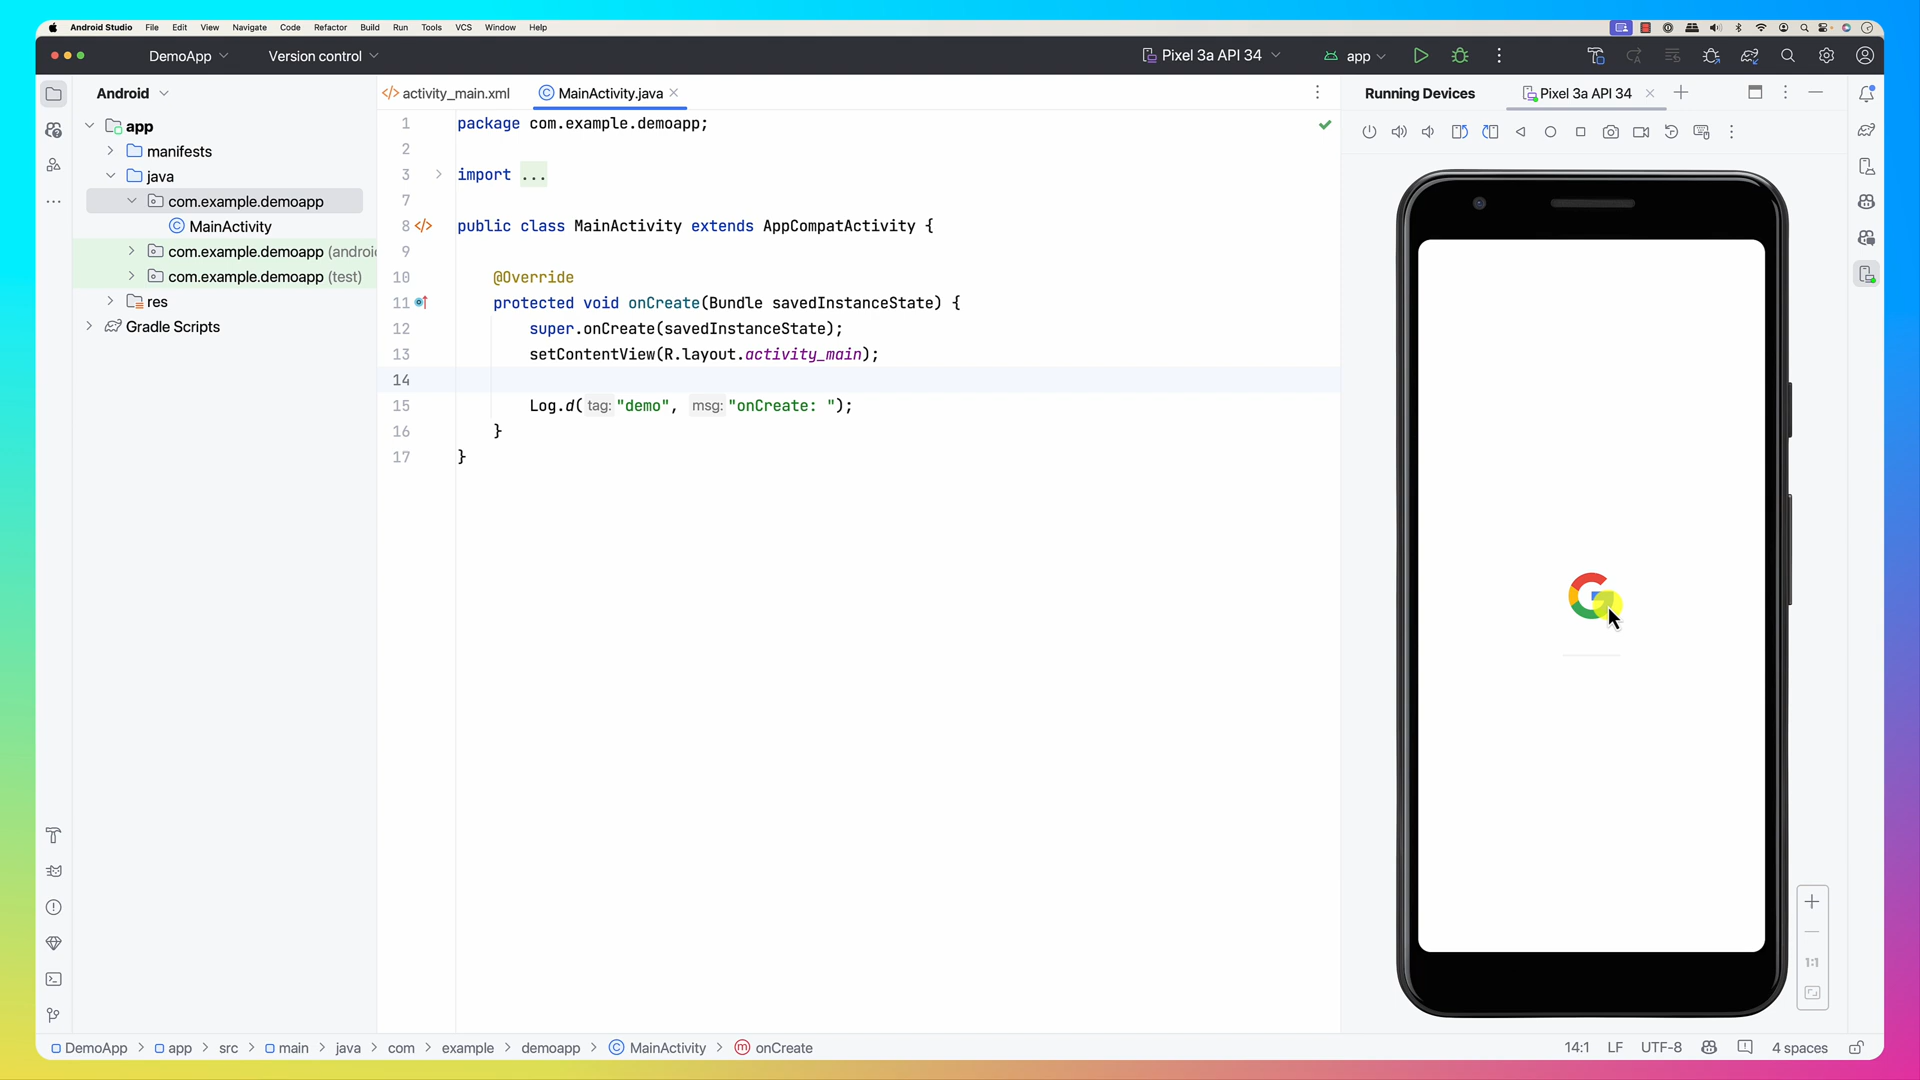 Android Studio File Edit View Navigate Code Refactor Build Run Tools VCS Window Help
DemoApp Version control Pixel 3a API 34 app
Android
app
manifests
java
com.example.demoapp
MainActivity
com.example.demoapp (androi
com.example.demoapp (test)
res
Gradle Scripts
activity_main.xml MainActivity.java
1 package com.example.demoapp;
2
3 import ...
7
8 public class MainActivity extends AppCompatActivity {
9
10 @Override
11 protected void onCreate(Bundle savedInstanceState) {
12 super.onCreate(savedInstanceState);
13 setContentView(R.layout.activity_main);
14
15 Log.d( tag: "demo", msg: "onCreate: ");
16 }
17 }
Running Devices Pixel 3a API 34
G
1:1
DemoApp > app > src > main > java > com > example > demoapp > MainActivity > onCreate
14:1 LF UTF-8 4 spaces